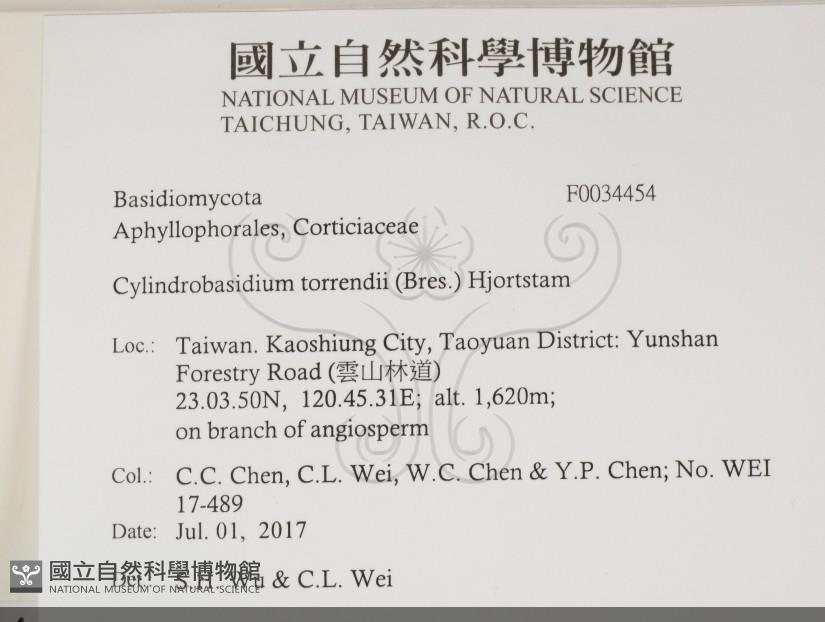 國立自然科學博物館
NATIONAL MUSEUM OF NATURAL SCIENCE
TAICHUNG, TAIWAN, R.O.C.
Basidiomycota F0034454
Aphyllophorales, Corticiaceae
Cylindrobasidium torrendii (Bres.) Hjortstam
Loc.: Taiwan. Kaoshiung City, Taoyuan District: Yunshan
Forestry Road (雲山林道)
23.03.50N, 120.45.31E; alt. 1,620m;
on branch of angiosperm
Col.: C.C. Chen, C.L. Wei, W.C. Chen & Y.P. Chen; No. WEI
17-489
Date: Jul. 01, 2017
Det.: S.H. Wu & C.L. Wei
國立自然科學博物館
NATIONAL MUSEUM OF NATURAL SCIENCE